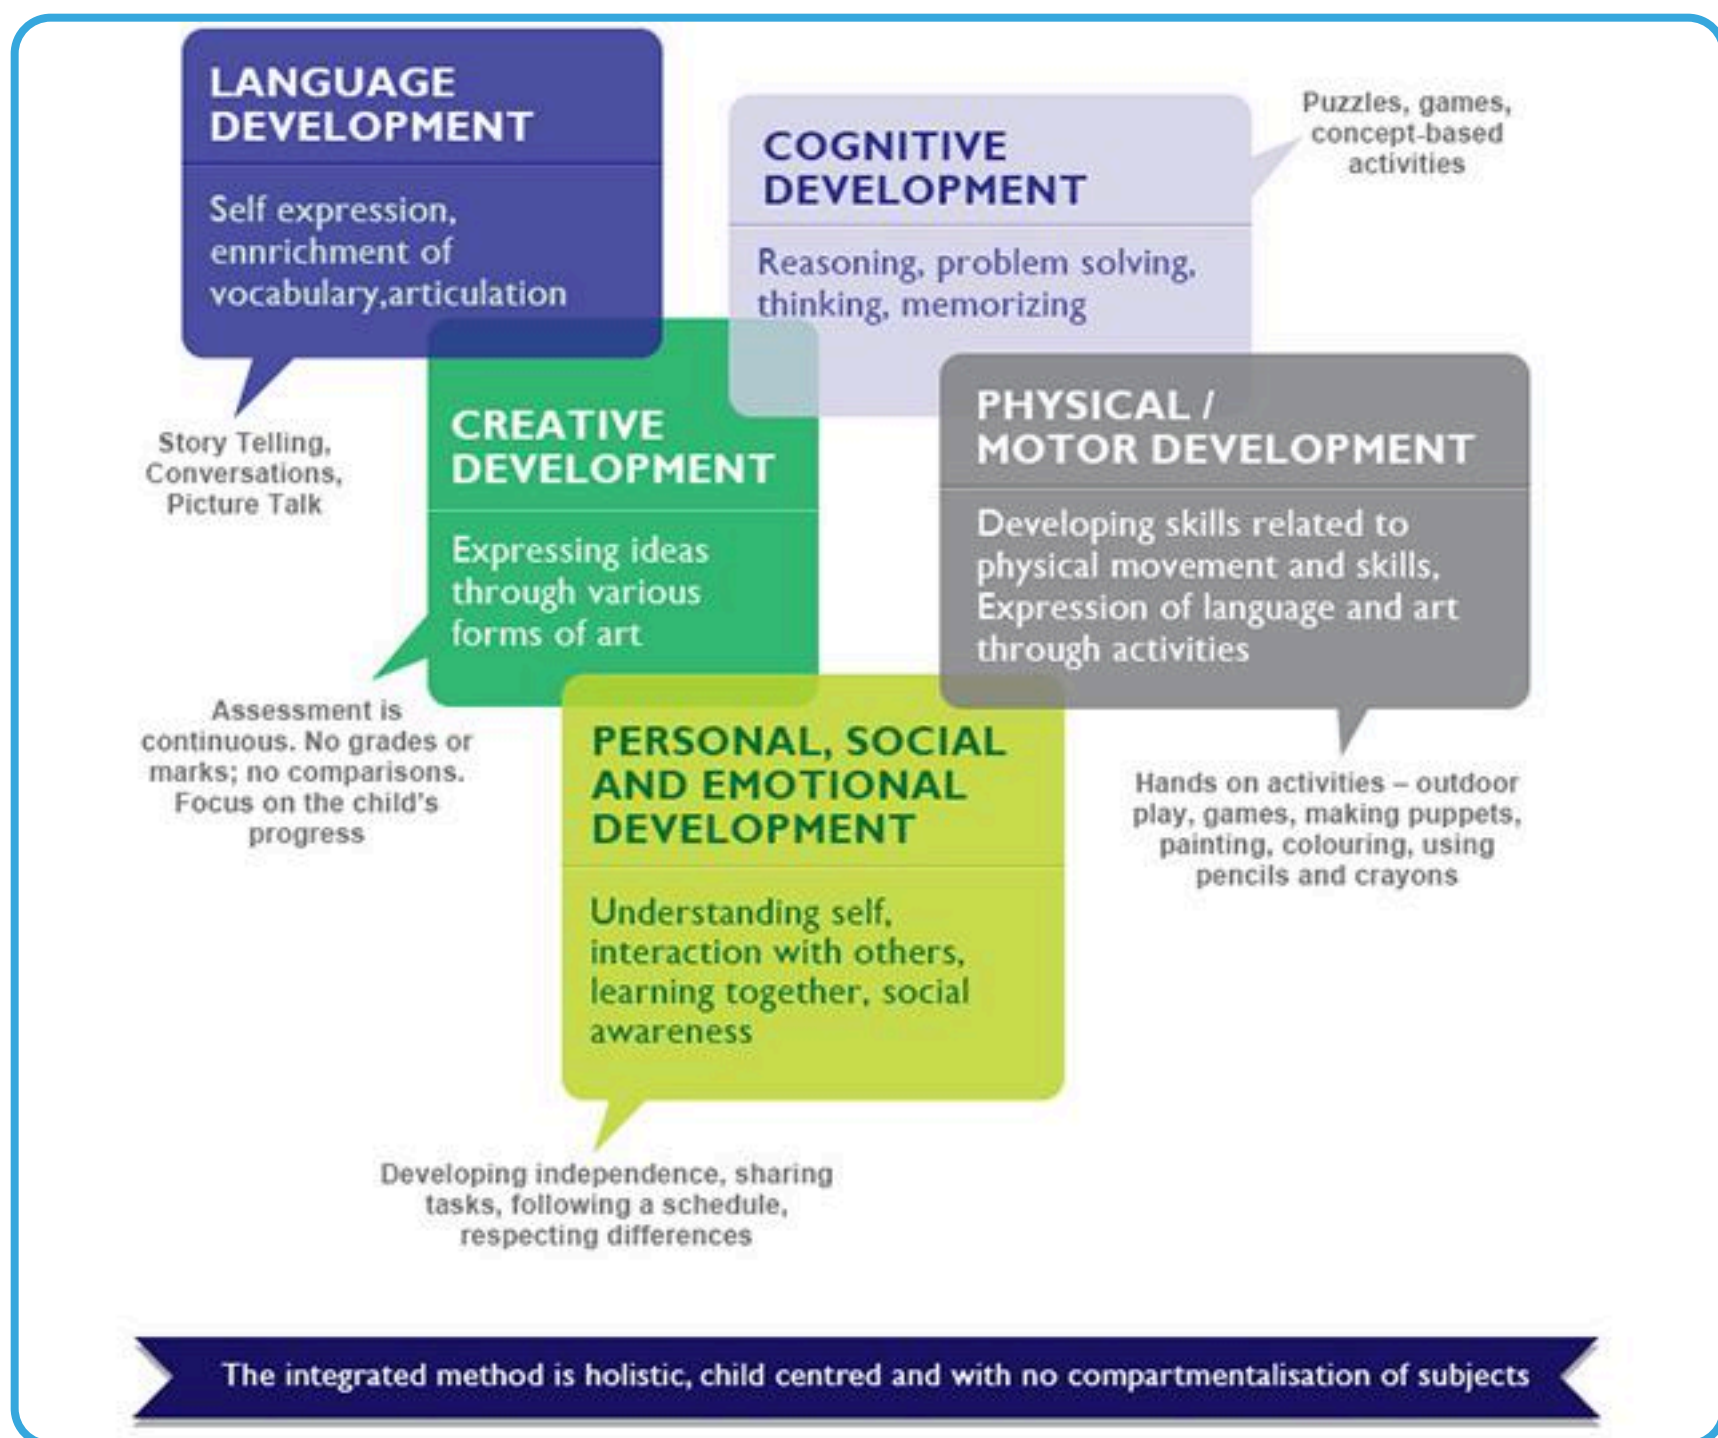 LANGUAGE
DEVELOPMENT
Self expression,
ennrichment of
vocabulary,articulation
Story Telling,
Conversations,
Picture Talk
COGNITIVE
DEVELOPMENT
Reasoning, problem solving,
thinking, memorizing
Puzzles, games,
concept-based
activities
CREATIVE
DEVELOPMENT
Expressing ideas
through various
forms of art
Assessment is
continuous. No grades or
marks; no comparisons.
Focus on the child's
progress
PHYSICAL /
MOTOR DEVELOPMENT
Developing skills related to
physical movement and skills,
Expression of language and art
through activities
Hands on activities – outdoor
play, games, making puppets,
painting, colouring, using
pencils and crayons
PERSONAL, SOCIAL
AND EMOTIONAL
DEVELOPMENT
Understanding self,
interaction with others,
learning together, social
awareness
Developing independence, sharing
tasks, following a schedule,
respecting differences
The integrated method is holistic, child centred and with no compartmentalisation of subjects